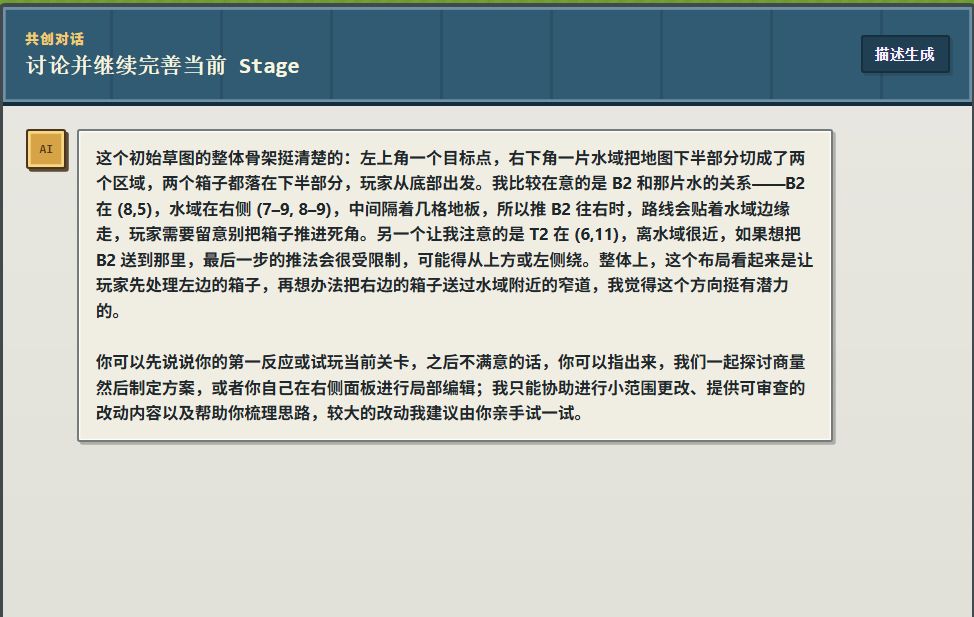 共创对话
讨论并继续完善当前 Stage
描述生成
AI
这个初始草图的整体骨架挺清楚的：左上角一个目标点，右下角一片水域把地图下半部分切成了两
个区域，两个箱子都落在下半部分，玩家从底部出发。我比较在意的是 B2 和那片水的关系——B2
在 (8,5)，水域在右侧 (7–9, 8–9)，中间隔着几格地板，所以推 B2 往右时，路线会贴着水域边缘
走，玩家需要留意别把箱子推进死角。另一个让我注意的是 T2 在 (6,11)，离水域很近，如果想把
B2 送到那里，最后一步的推法会很受限制，可能得从上方或左侧绕。整体上，这个布局看起来是让
玩家先处理左边的箱子，再想办法把右边的箱子送过水域附近的窄道，我觉得这个方向挺有潜力
的。
你可以先说说你的第一反应或试玩当前关卡，之后不满意的话，你可以指出来，我们一起探讨商量
然后制定方案，或者你自己在右侧面板进行局部编辑；我只能协助进行小范围更改、提供可审查的
改动内容以及帮助你梳理思路，较大的改动我建议由你亲手试一试。